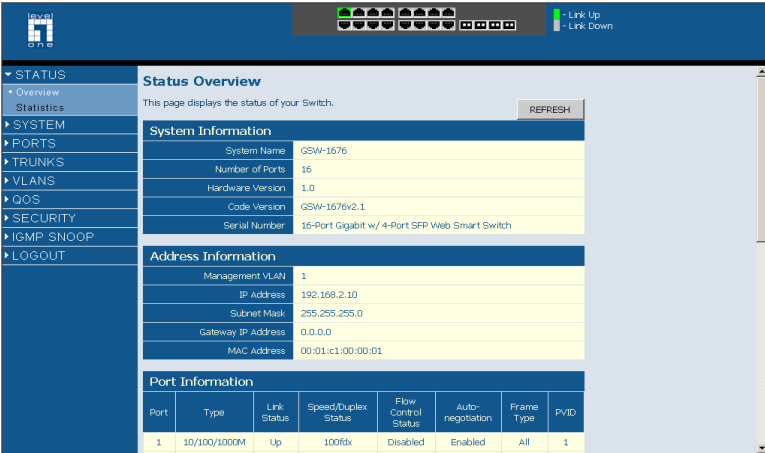 level
one
- Link Up
- Link Down
STATUS
Overview
Statistics
SYSTEM
PORTS
TRUNKS
VLANS
QOS
SECURITY
IGMP SNOOP
LOGOUT
Status Overview
This page displays the status of your Switch.
REFRESH
System Information
System Name GSW-1676
Number of Ports 16
Hardware Version 1.0
Code Version GSW-1676v2.1
Serial Number 16-Port Gigabit w/ 4-Port SFP Web Smart Switch
Address Information
Management VLAN 1
IP Address 192.168.2.10
Subnet Mask 255.255.255.0
Gateway IP Address 0.0.0.0
MAC Address 00:01:c1:00:00:01
Port Information
Port Type Link Status Speed/Duplex Status Flow Control Status Auto-negotiation Frame Type PVID
1 10/100/1000M Up 100fdx Disabled Enabled All 1